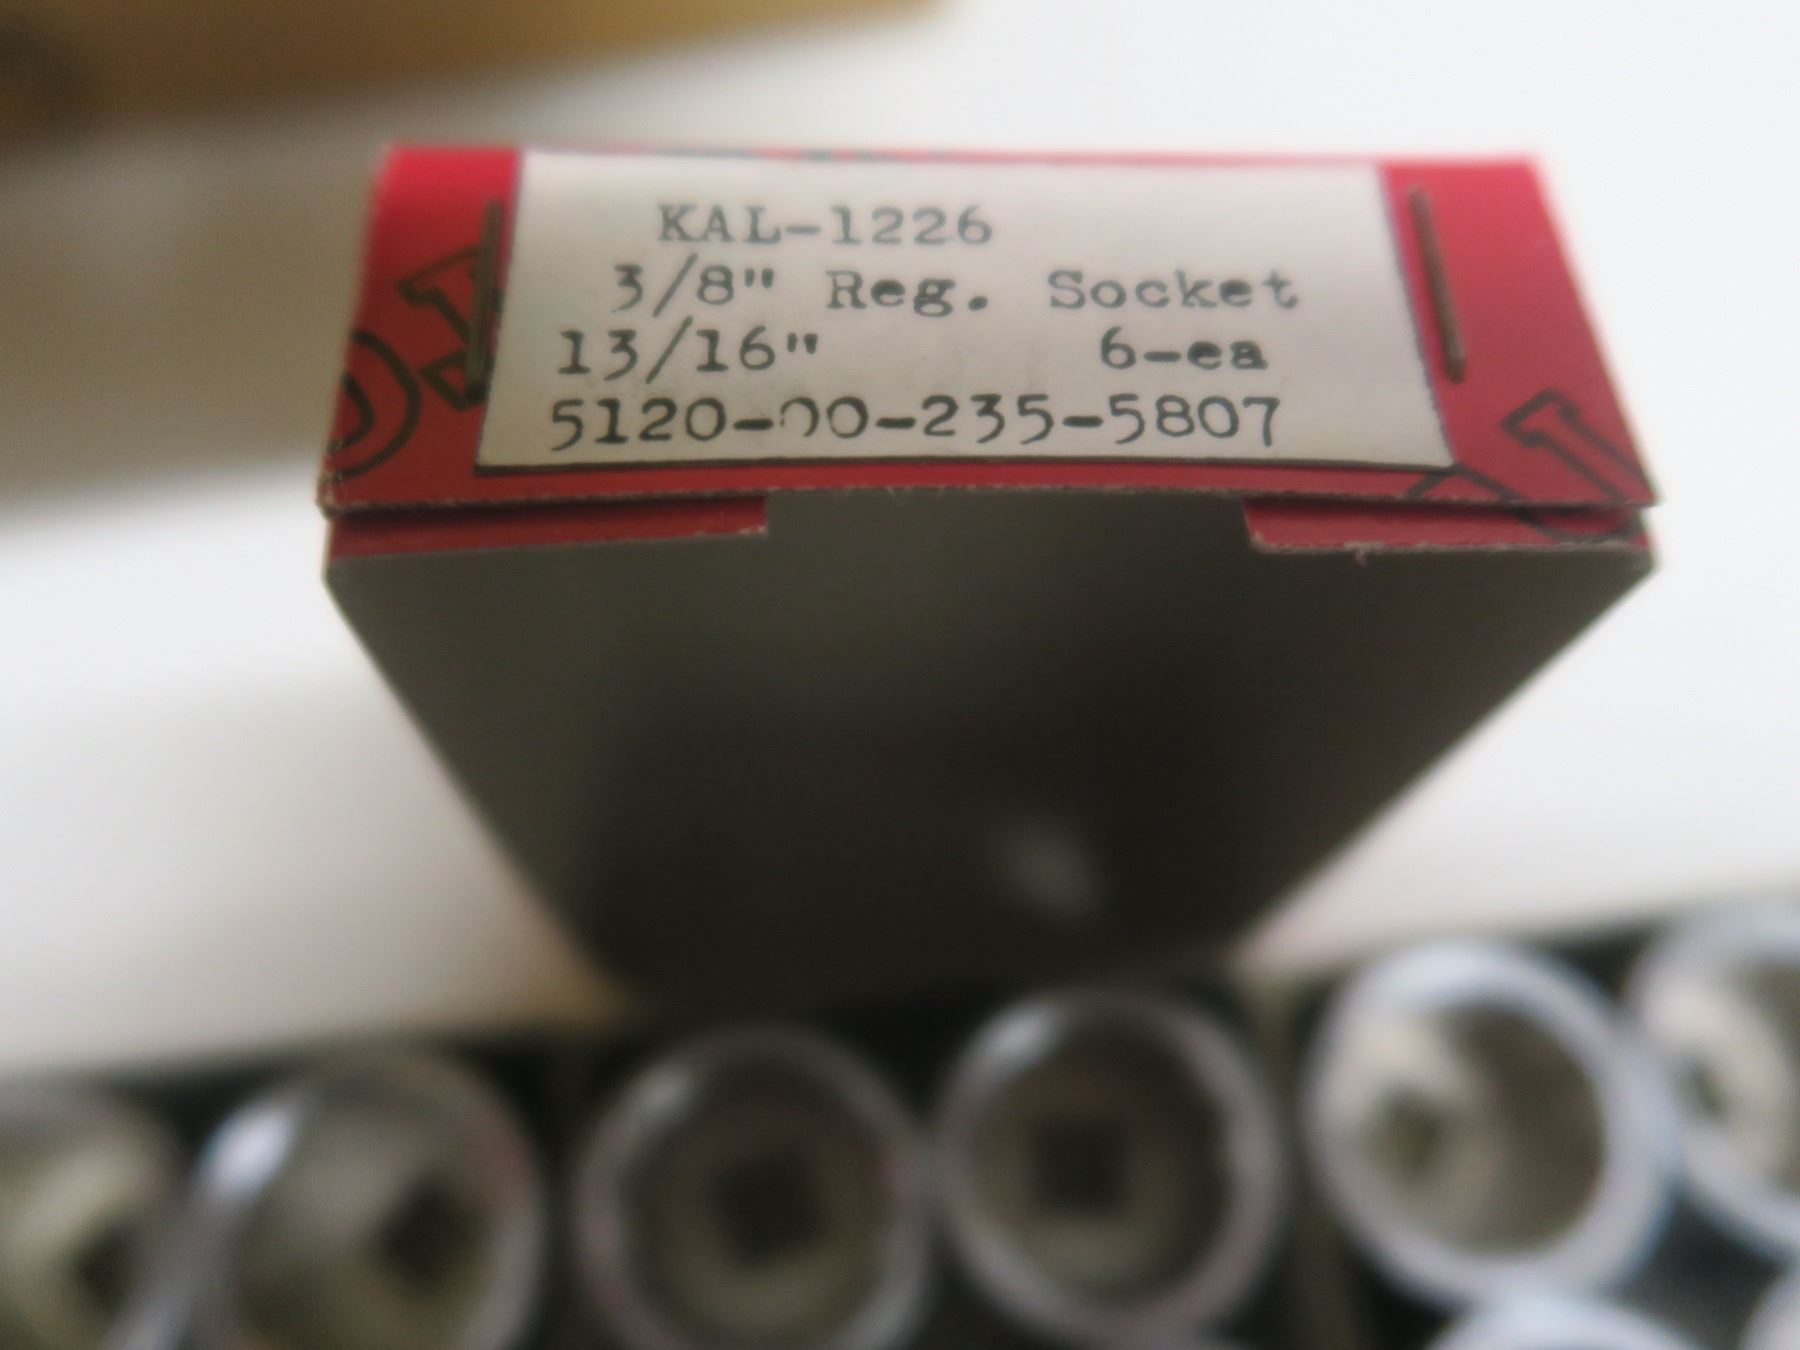 KAL-1226
3/8" Reg. Socket
13/16" 6-ea
5120-00-235-5807